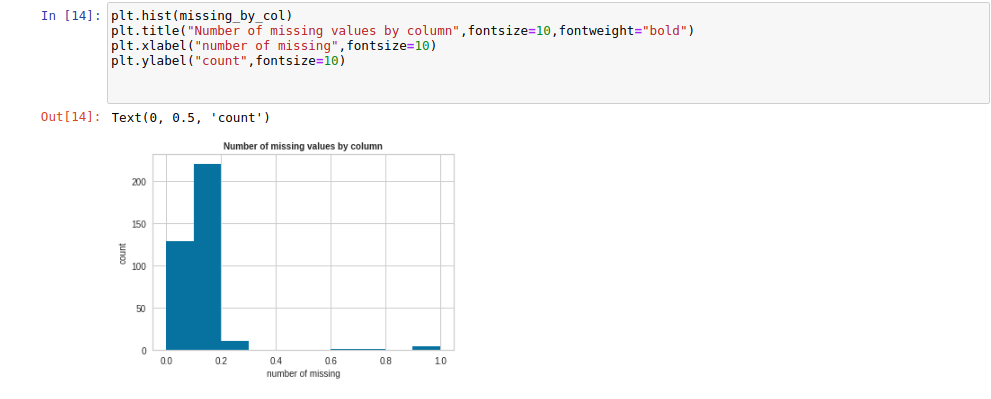 In [14]: plt.hist(missing_by_col)
plt.title("Number of missing values by column",fontsize=10,fontweight="bold")
plt.xlabel("number of missing",fontsize=10)
plt.ylabel("count",fontsize=10)
Out[14]: Text(0, 0.5, 'count')
Number of missing values by column
200
150
100
50
0
count
0.0 0.2 0.4 0.6 0.8 1.0
number of missing